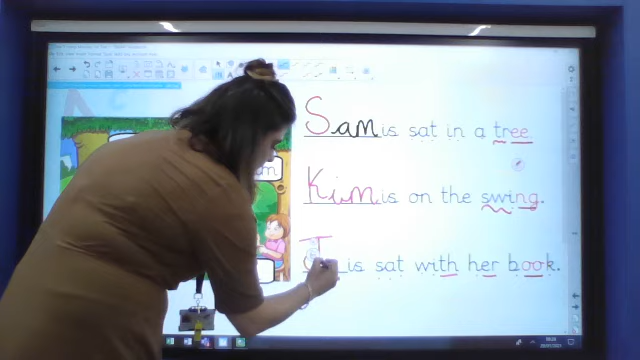 Sam is sat in a tree.
Kim is on the swing.
is sat with her book.